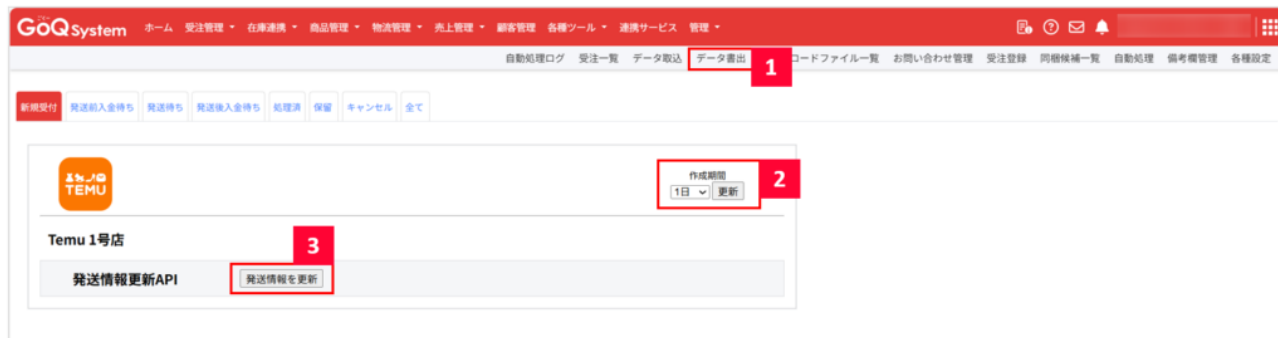 GoQSystem ホーム 受注管理 在庫連携 商品管理 物流管理 売上管理 顧客管理 各種ツール 連携サービス 管理
自動処理ログ 受注一覧 データ取込 データ書出 1 コードファイル一覧 お問い合わせ管理 受注登録 同梱候補一覧 自動処理 備考欄管理 各種設定
新規受付 発送前入金待ち 発送待ち 発送後入金待ち 処理済 保留 キャンセル 全て
TEMU
作成期間
1日 更新 2
Temu 1号店
3
発送情報更新API 発送情報を更新